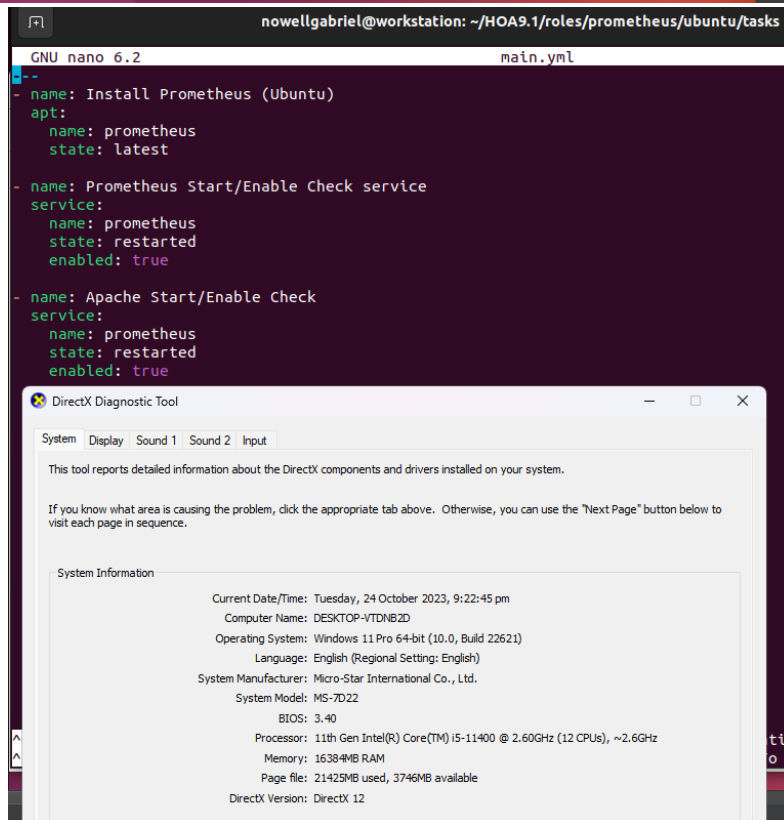 nowellgabriel@workstation: ~/HOA9.1/roles/prometheus/ubuntu/tasks
GNU nano 6.2 main.yml
---
- name: Install Prometheus (Ubuntu)
  apt:
    name: prometheus
    state: latest
- name: Prometheus Start/Enable Check service
  service:
    name: prometheus
    state: restarted
    enabled: true
- name: Apache Start/Enable Check
  service:
    name: prometheus
    state: restarted
    enabled: true
DirectX Diagnostic Tool
System Display Sound 1 Sound 2 Input
This tool reports detailed information about the DirectX components and drivers installed on your system.
If you know what area is causing the problem, click the appropriate tab above. Otherwise, you can use the "Next Page" button below to
visit each page in sequence.
System Information
Current Date/Time: Tuesday, 24 October 2023, 9:22:45 pm
Computer Name: DESKTOP-VTDNB2D
Operating System: Windows 11 Pro 64-bit (10.0, Build 22621)
Language: English (Regional Setting: English)
System Manufacturer: Micro-Star International Co., Ltd.
System Model: MS-7D22
BIOS: 3.40
Processor: 11th Gen Intel(R) Core(TM) i5-11400 @ 2.60GHz (12 CPUs), ~2.6GHz
Memory: 16384MB RAM
Page file: 21425MB used, 3746MB available
DirectX Version: DirectX 12